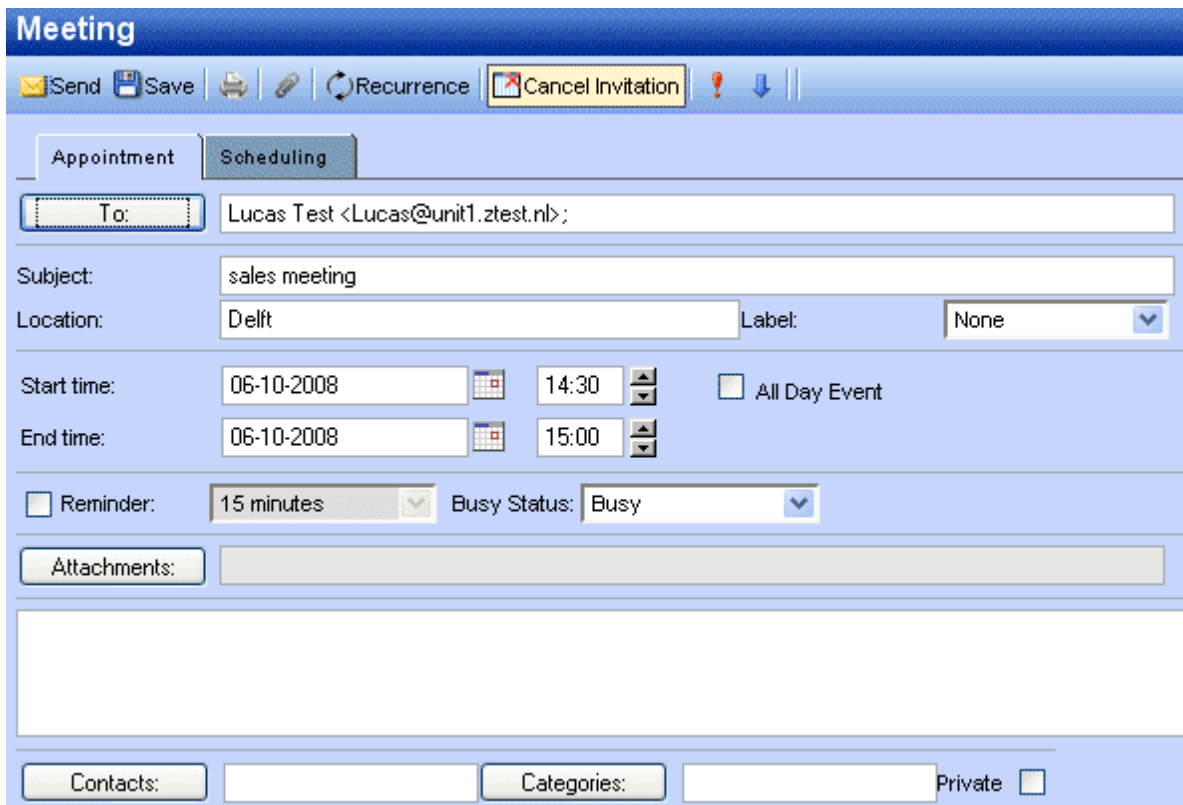 Meeting
Send Save Recurrence Cancel Invitation
Appointment Scheduling
To: Lucas Test <Lucas@unit1.ztest.nl>;
Subject: sales meeting
Location: Delft Label: None
Start time: 06-10-2008 14:30 All Day Event
End time: 06-10-2008 15:00
Reminder: 15 minutes Busy Status: Busy
Attachments:
Contacts: Categories: Private